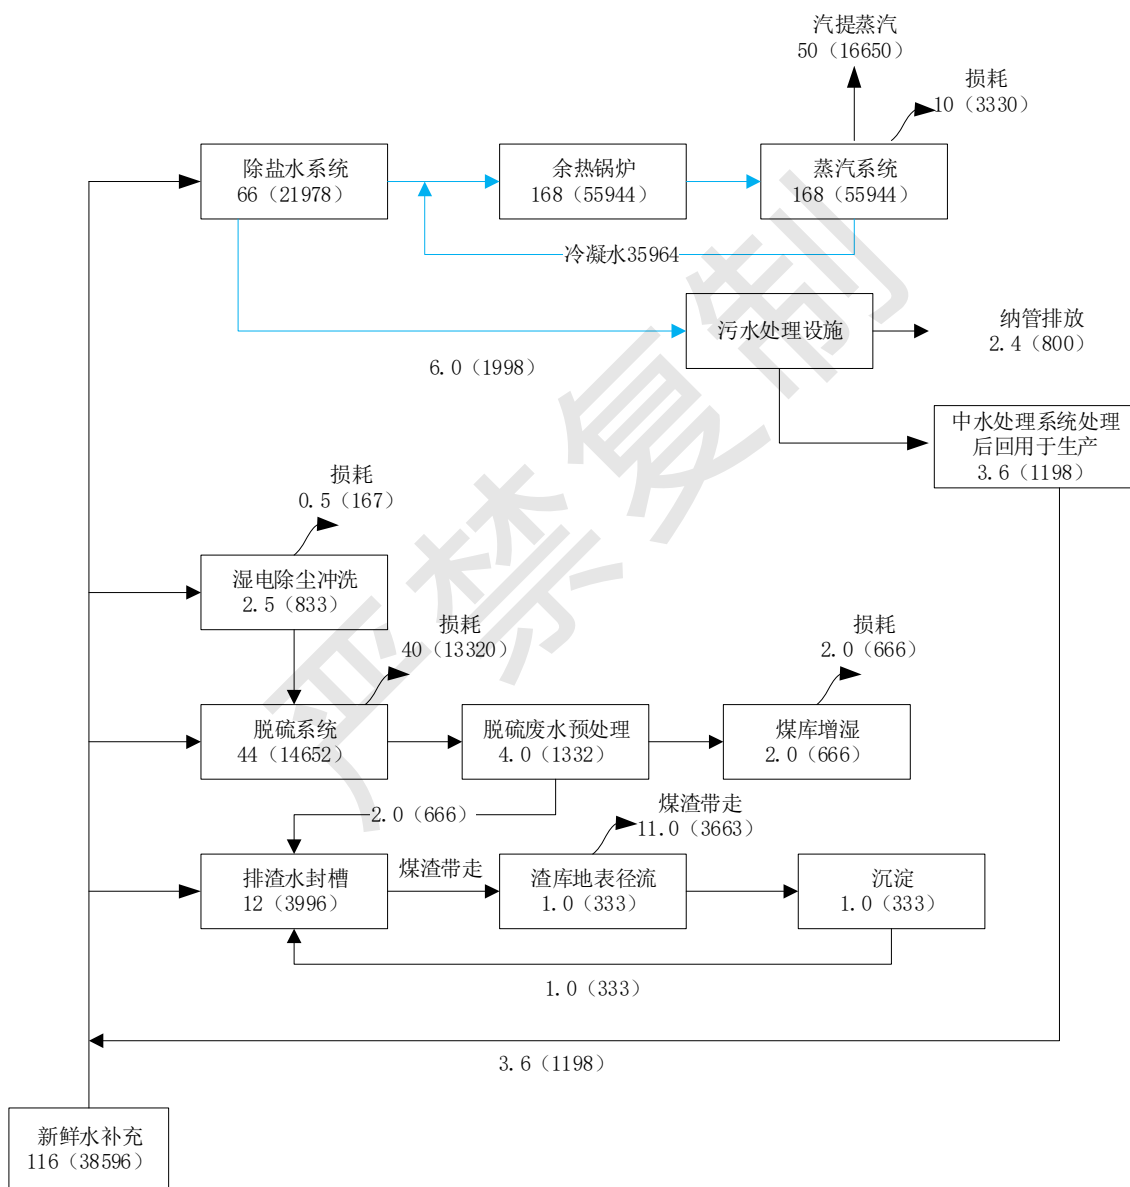 汽提蒸汽
50（16650）
损耗
10（3330）
除盐水系统
66（21978）
余热锅炉
168（55944）
蒸汽系统
168（55944）
冷凝水35964
污水处理设施
纳管排放
2.4（800）
6.0（1998）
中水处理系统处理
后回用于生产
3.6（1198）
损耗
0.5（167）
湿电除尘冲洗
2.5（833）
损耗
40（13320）
损耗
2.0（666）
脱硫系统
44（14652）
脱硫废水预处理
4.0（1332）
煤库增湿
2.0（666）
2.0（666）
煤渣带走
11.0（3663）
排渣水封槽
12（3996）
煤渣带走
渣库地表径流
1.0（333）
沉淀
1.0（333）
1.0（333）
3.6（1198）
新鲜水补充
116（38596）
严禁复制